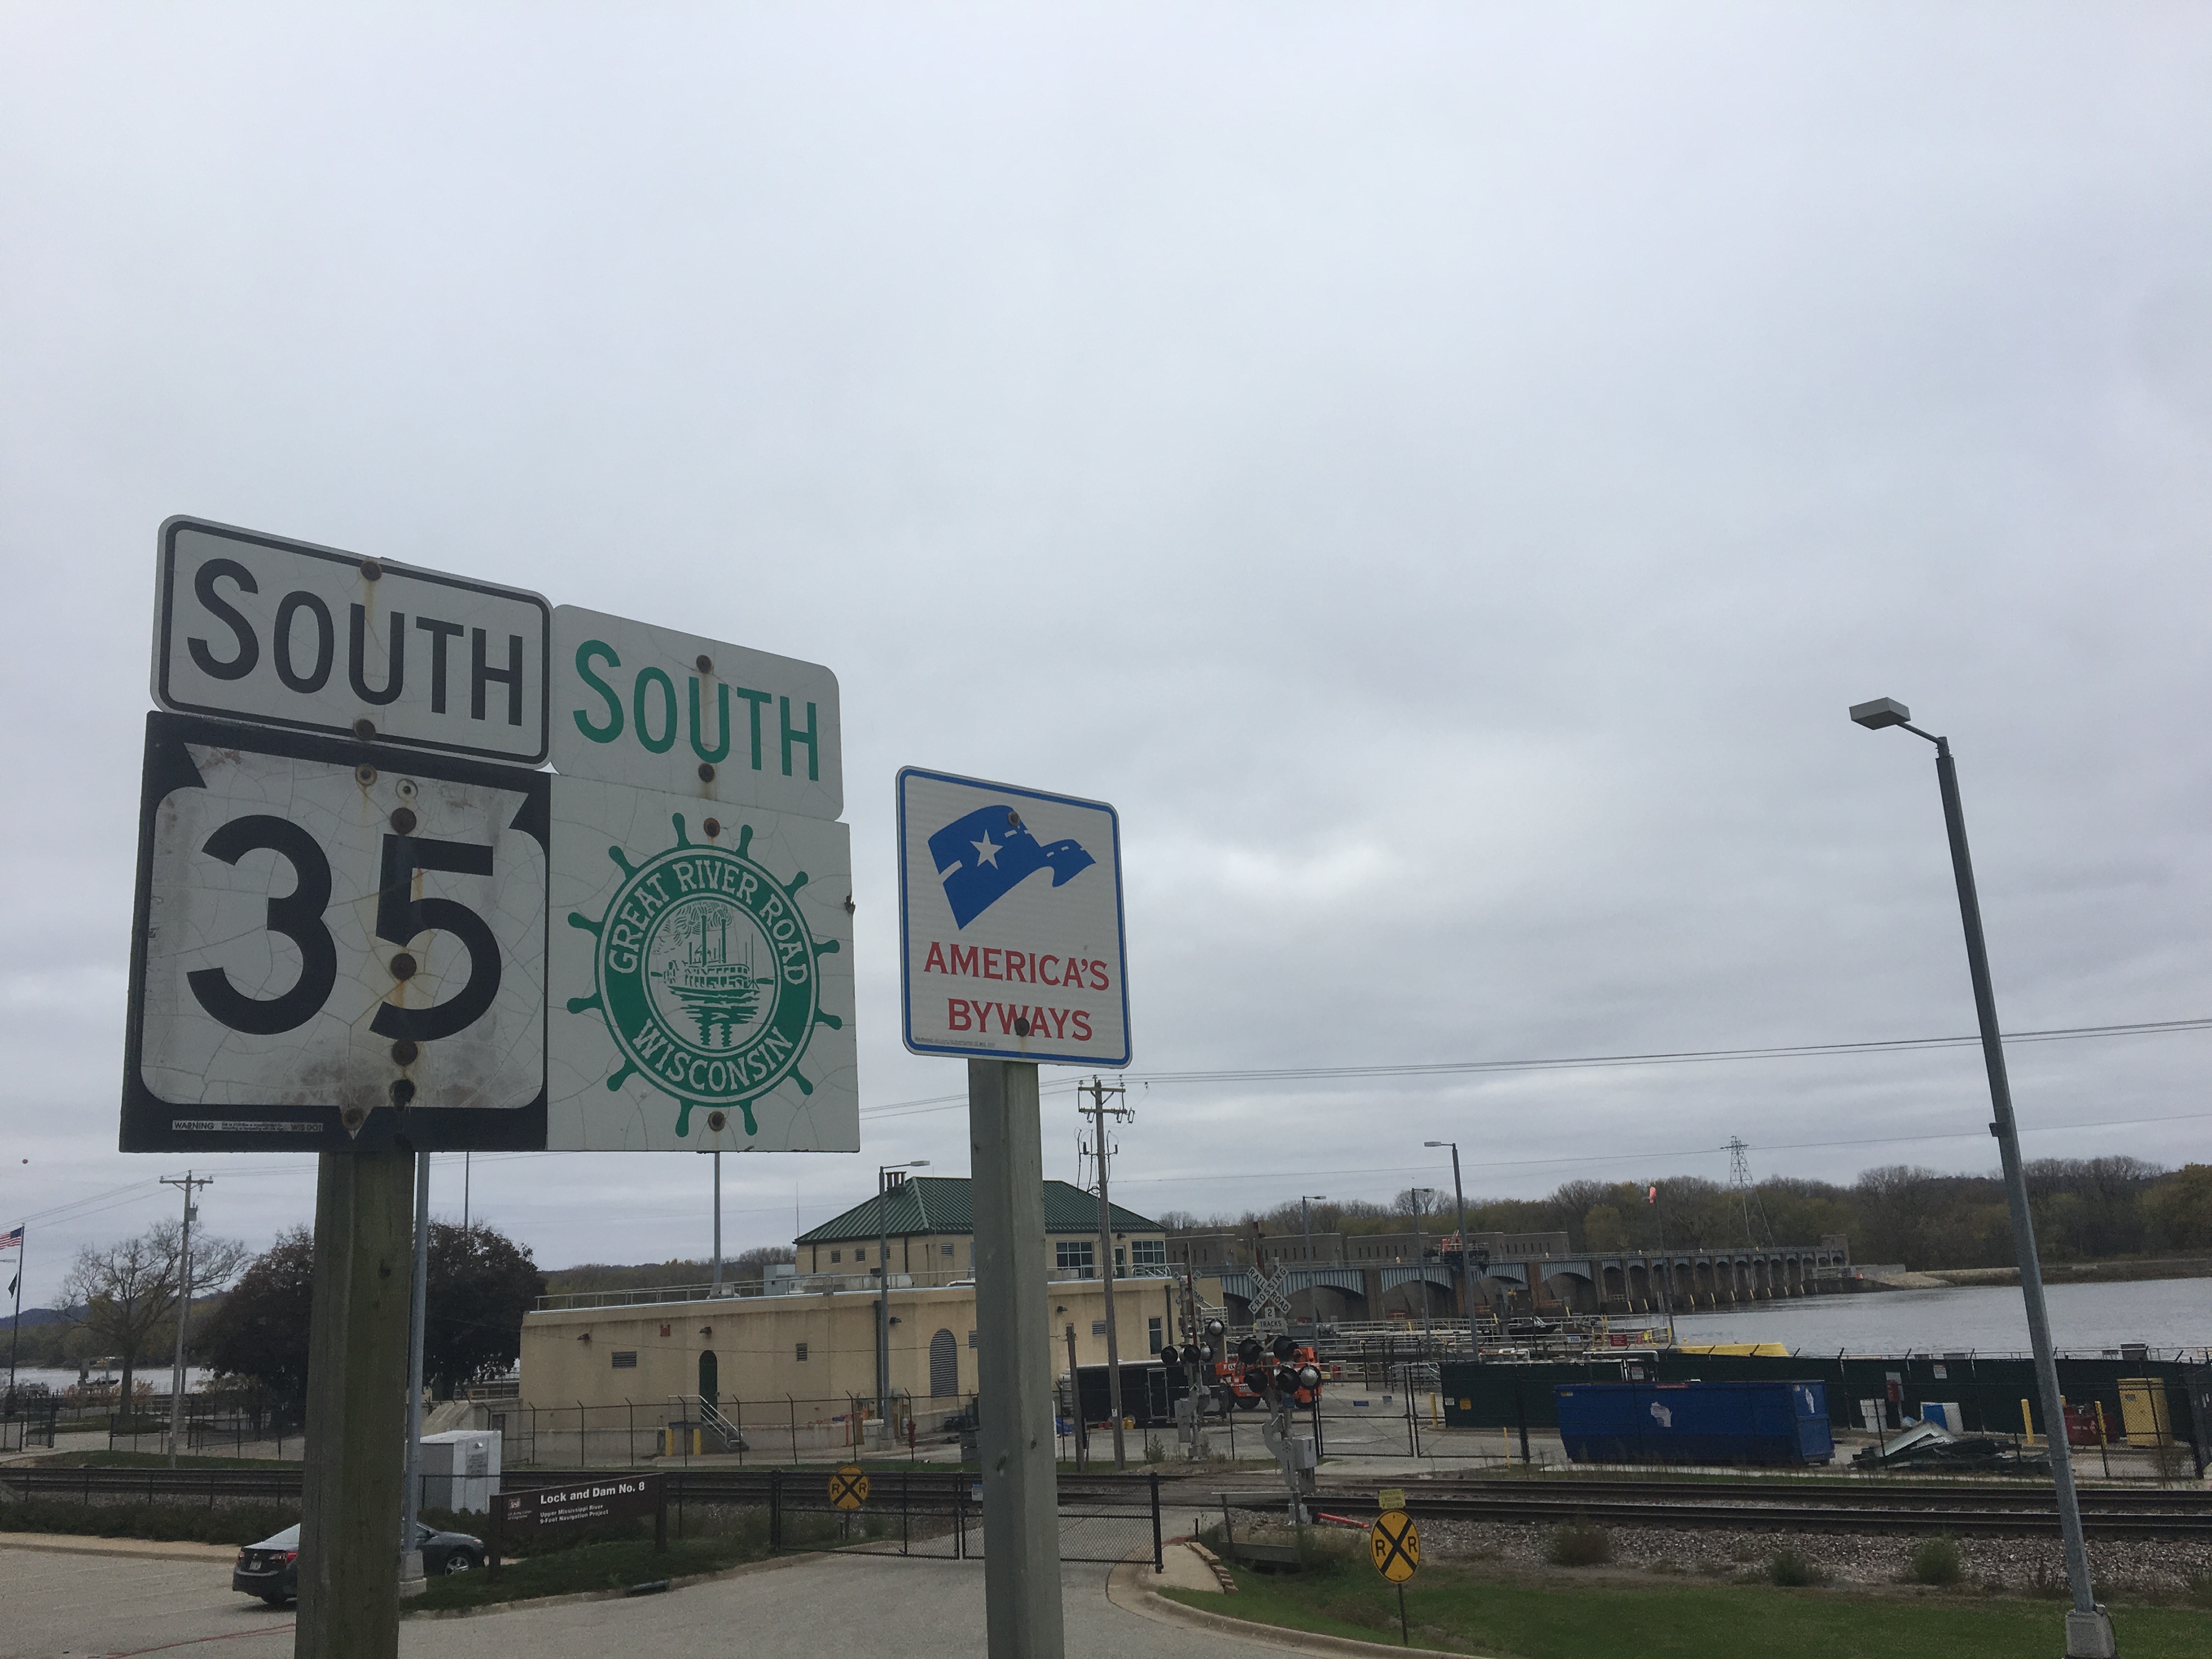 SOUTH
SOUTH
35
GREAT RIVER ROAD
WISCONSIN
WARNING
AMERICA'S
BYWAYS
RAILROAD
CROSSING
2
TRACKS
Lock and Dam No. 8
Upper Mississippi River
9-Foot Navigation Project
R R
R R